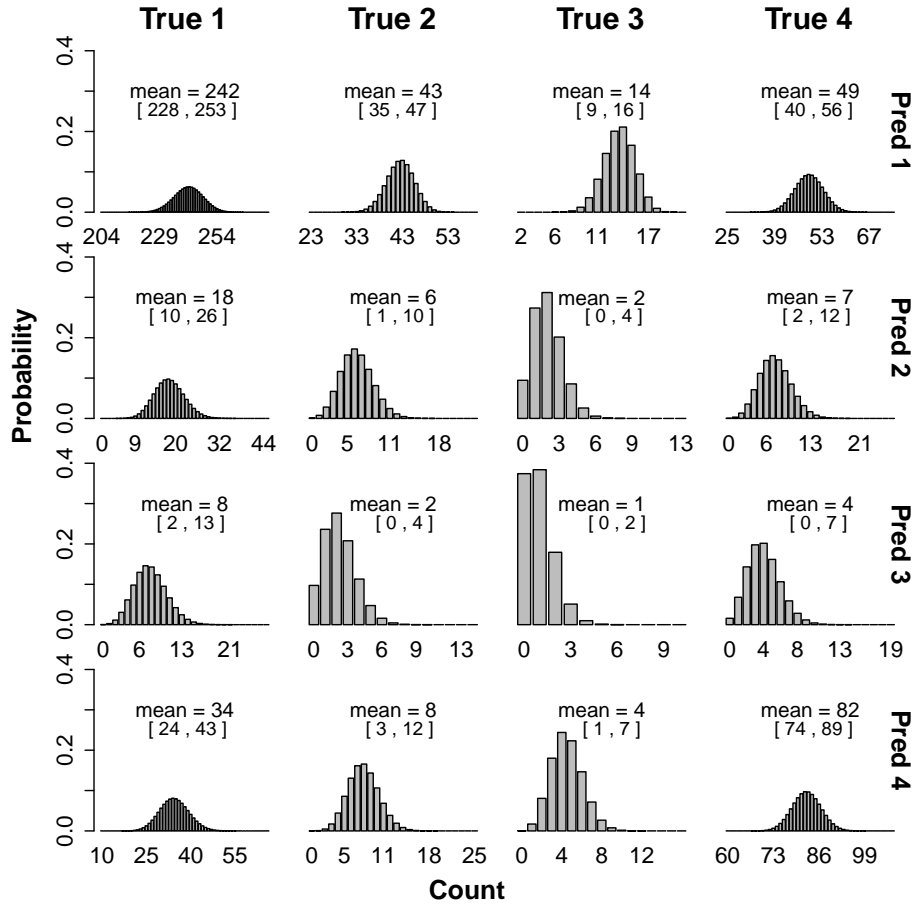 True 1 True 2 True 3 True 4
Probability
0.0 0.2 0.4
mean = 242 mean = 43 mean = 14 mean = 49
[ 228 , 253 ] [ 35 , 47 ] [ 9 , 16 ] [ 40 , 56 ]
Pred 1
204 229 254 23 33 43 53 2 6 11 17 25 39 53 67
0.0 0.2 0.4
mean = 18 mean = 6 mean = 2 mean = 7
[ 10 , 26 ] [ 1 , 10 ] [ 0 , 4 ] [ 2 , 12 ]
Pred 2
0 9 20 32 44 0 5 11 18 0 3 6 9 13 0 6 13 21
0.0 0.2 0.4
mean = 8 mean = 2 mean = 1 mean = 4
[ 2 , 13 ] [ 0 , 4 ] [ 0 , 2 ] [ 0 , 7 ]
Pred 3
0 6 13 21 0 3 6 9 13 0 3 6 9 0 4 8 13 19
0.0 0.2 0.4
mean = 34 mean = 8 mean = 4 mean = 82
[ 24 , 43 ] [ 3 , 12 ] [ 1 , 7 ] [ 74 , 89 ]
Pred 4
10 25 40 55 0 5 11 18 25 0 4 8 12 60 73 86 99
Count